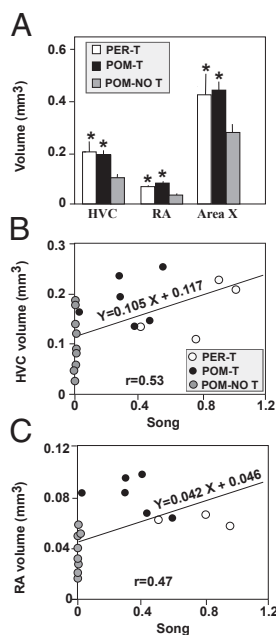 A
Volume (mm3)
0.6
0.4
0.2
0.0
PER-T
POM-T
POM-NO T
* *
* *
* *
HVC RA Area X
B
HVC volume (mm3)
0.3
0.2
0.1
0
Y=0.105 X + 0.117
PER-T
POM-T
POM-NO T
r=0.53
0 0.4 0.8 1.2
Song
C
RA volume (mm3)
0.12
0.08
0.04
0
Y=0.042 X + 0.046
r=0.47
0 0.4 0.8 1.2
Song